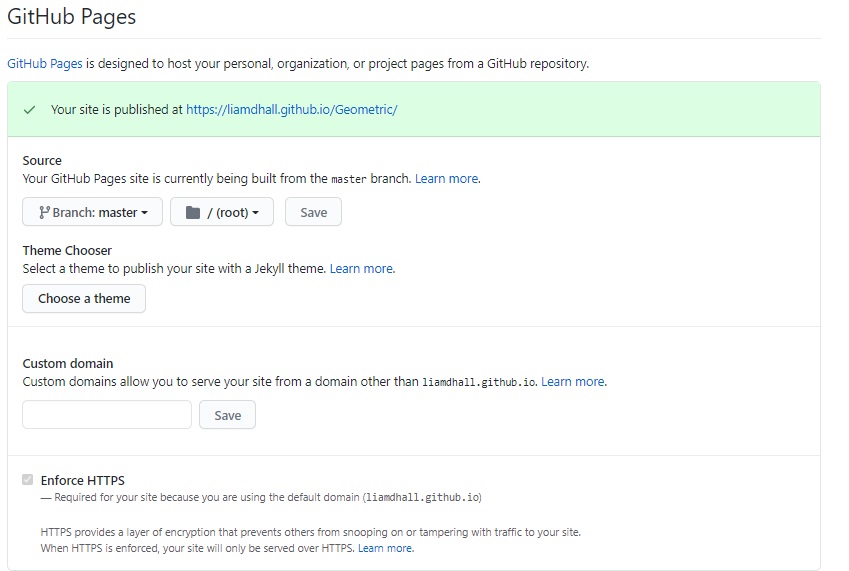 GitHub Pages
GitHub Pages is designed to host your personal, organization, or project pages from a GitHub repository.
Your site is published at https://liamdhall.github.io/Geometric/
Source
Your GitHub Pages site is currently being built from the master branch. Learn more.
Branch: master / (root) Save
Theme Chooser
Select a theme to publish your site with a Jekyll theme. Learn more.
Choose a theme
Custom domain
Custom domains allow you to serve your site from a domain other than liamdhall.github.io. Learn more.
Save
Enforce HTTPS
— Required for your site because you are using the default domain (liamdhall.github.io)
HTTPS provides a layer of encryption that prevents others from snooping on or tampering with traffic to your site.
When HTTPS is enforced, your site will only be served over HTTPS. Learn more.